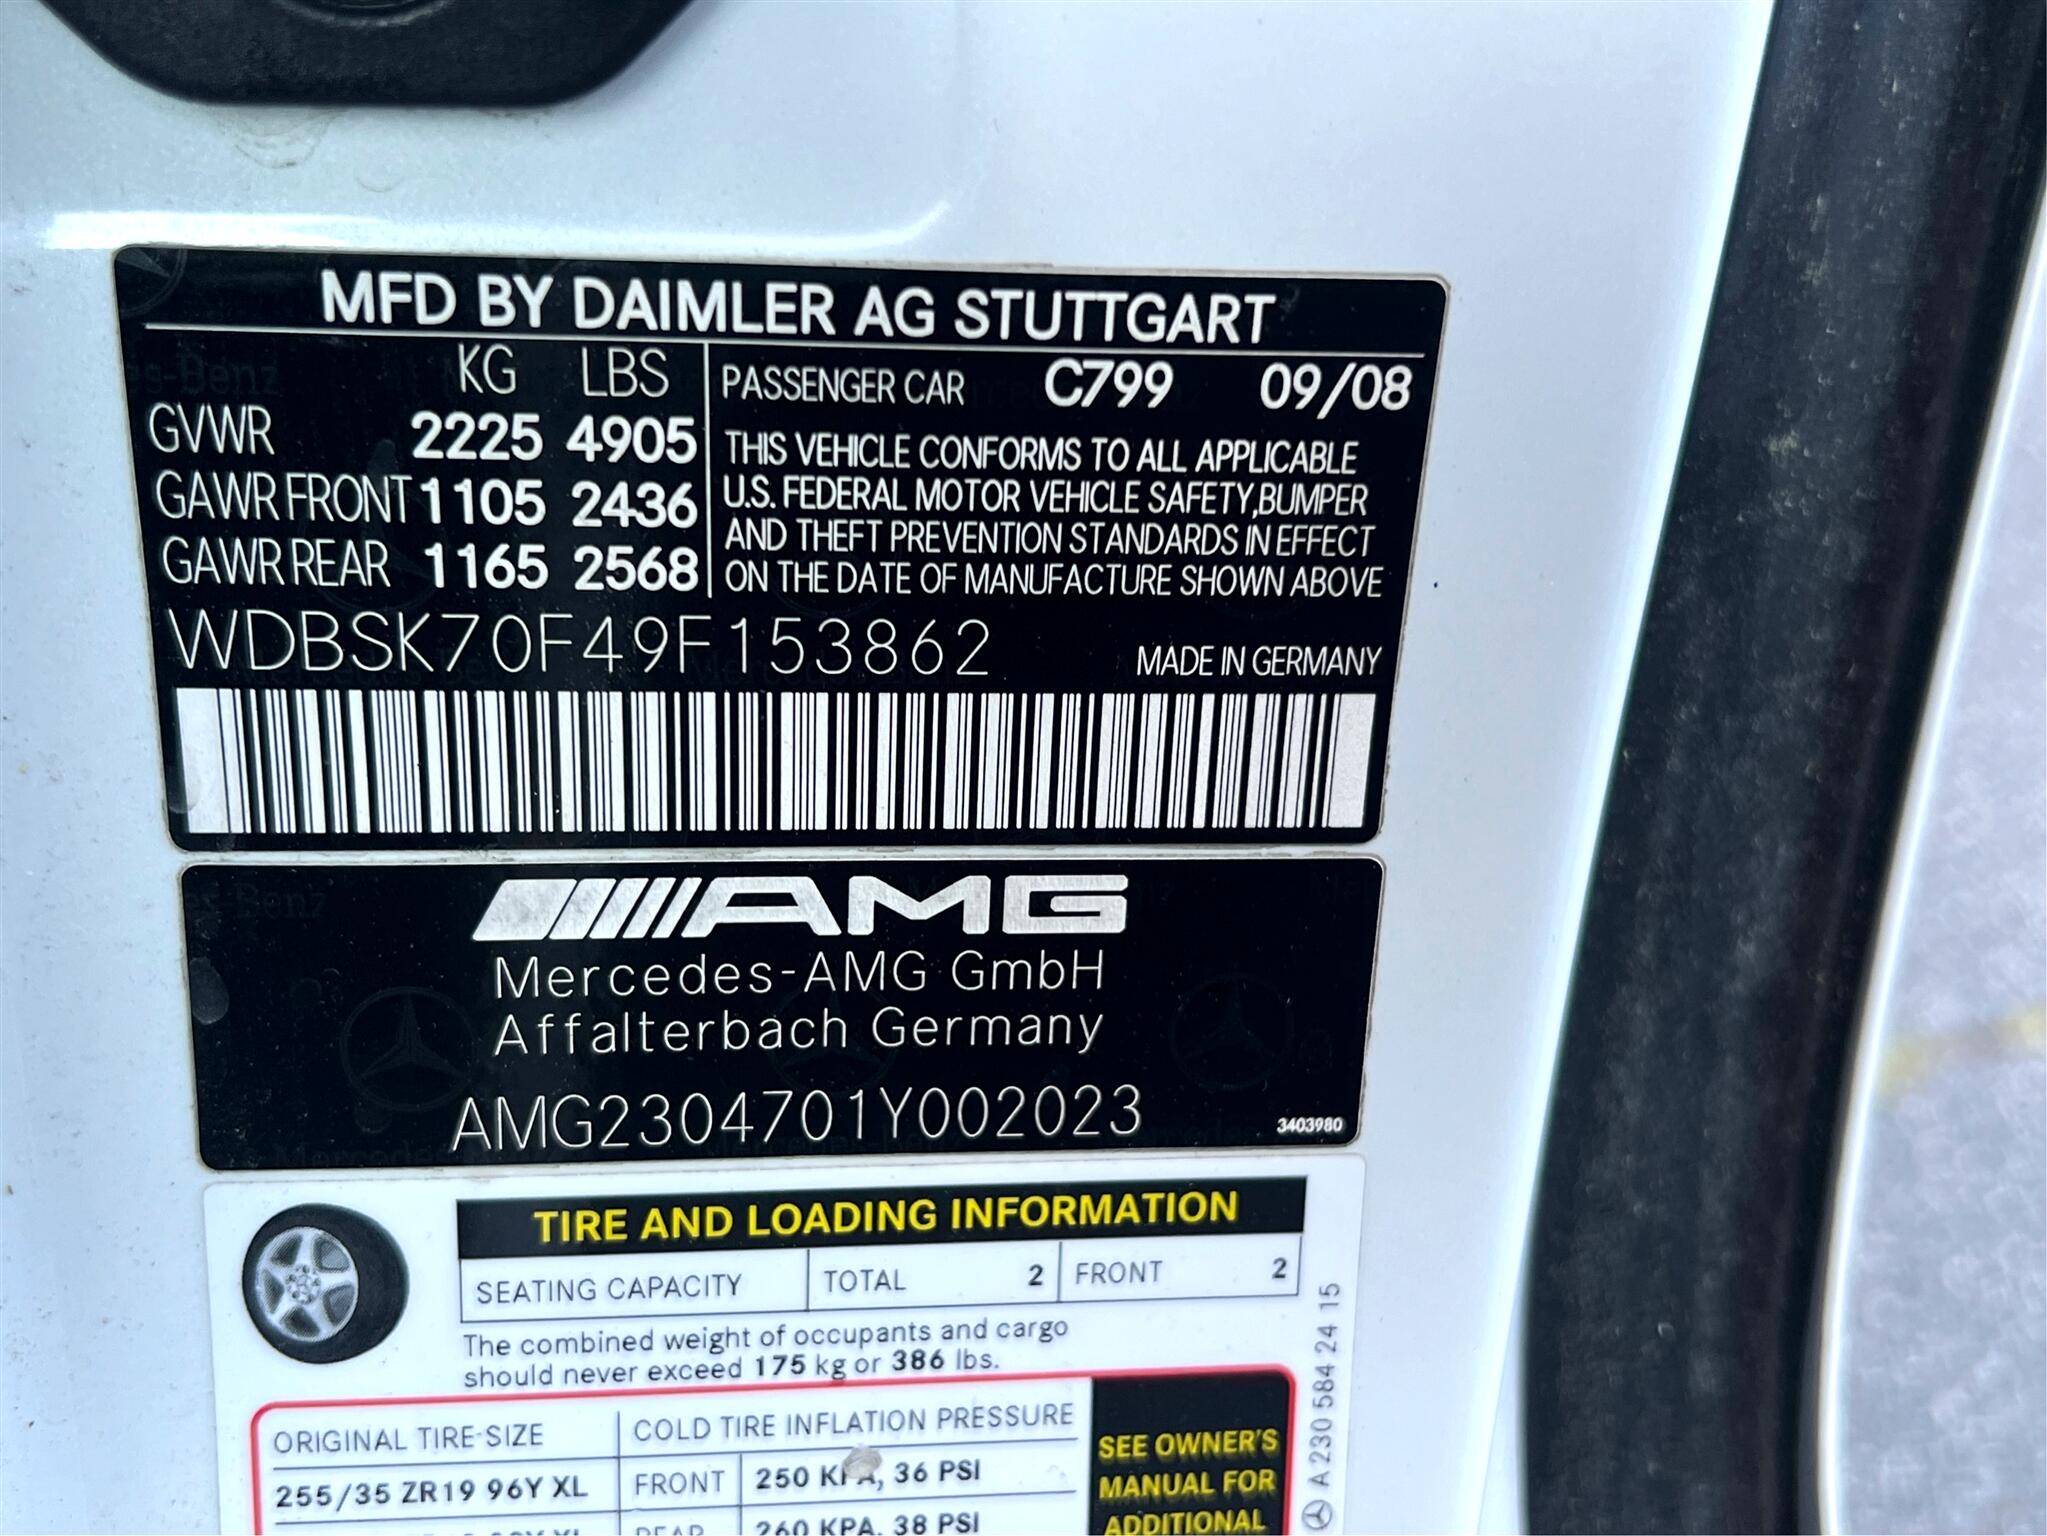 MFD BY DAIMLER AG STUTTGART
KG LBS
GVWR 2225 4905
GAWR FRONT 1105 2436
GAWR REAR 1165 2568
PASSENGER CAR C799 09/08
THIS VEHICLE CONFORMS TO ALL APPLICABLE
U.S. FEDERAL MOTOR VEHICLE SAFETY,BUMPER
AND THEFT PREVENTION STANDARDS IN EFFECT
ON THE DATE OF MANUFACTURE SHOWN ABOVE
WDBSK70F49F153862
MADE IN GERMANY
AMG
Mercedes-AMG GmbH
Affalterbach Germany
AMG2304701Y002023
3403980
TIRE AND LOADING INFORMATION
SEATING CAPACITY TOTAL 2 FRONT 2
The combined weight of occupants and cargo
should never exceed 175 kg or 386 lbs.
ORIGINAL TIRE-SIZE COLD TIRE INFLATION PRESSURE
255/35 ZR19 96Y XL FRONT 250 KPA, 36 PSI
REAR 260 KPA, 38 PSI
SEE OWNER'S
MANUAL FOR
ADDITIONAL
A 230 584 24 15